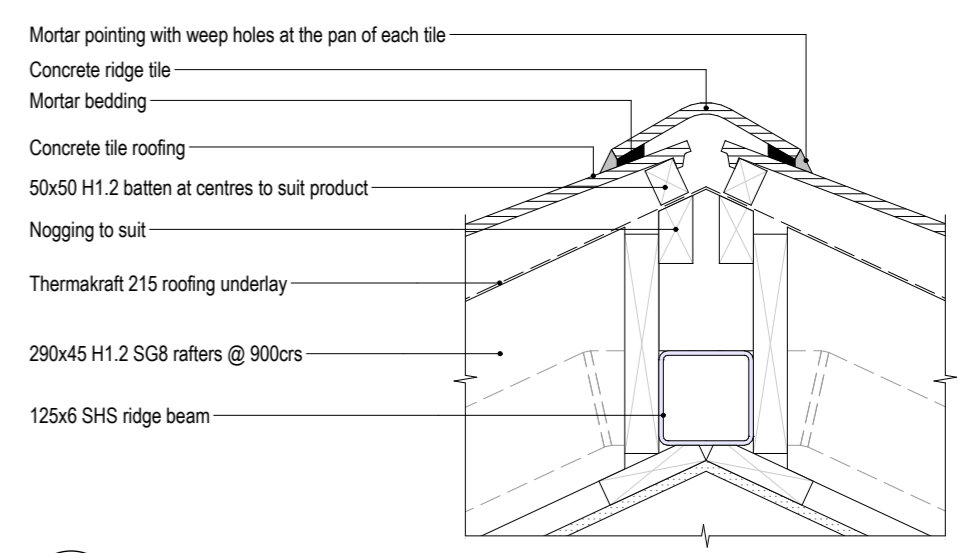 Mortar pointing with weep holes at the pan of each tile
Concrete ridge tile
Mortar bedding
Concrete tile roofing
50x50 H1.2 batten at centres to suit product
Nogging to suit
Thermakraft 215 roofing underlay
290x45 H1.2 SG8 rafters @ 900crs
125x6 SHS ridge beam